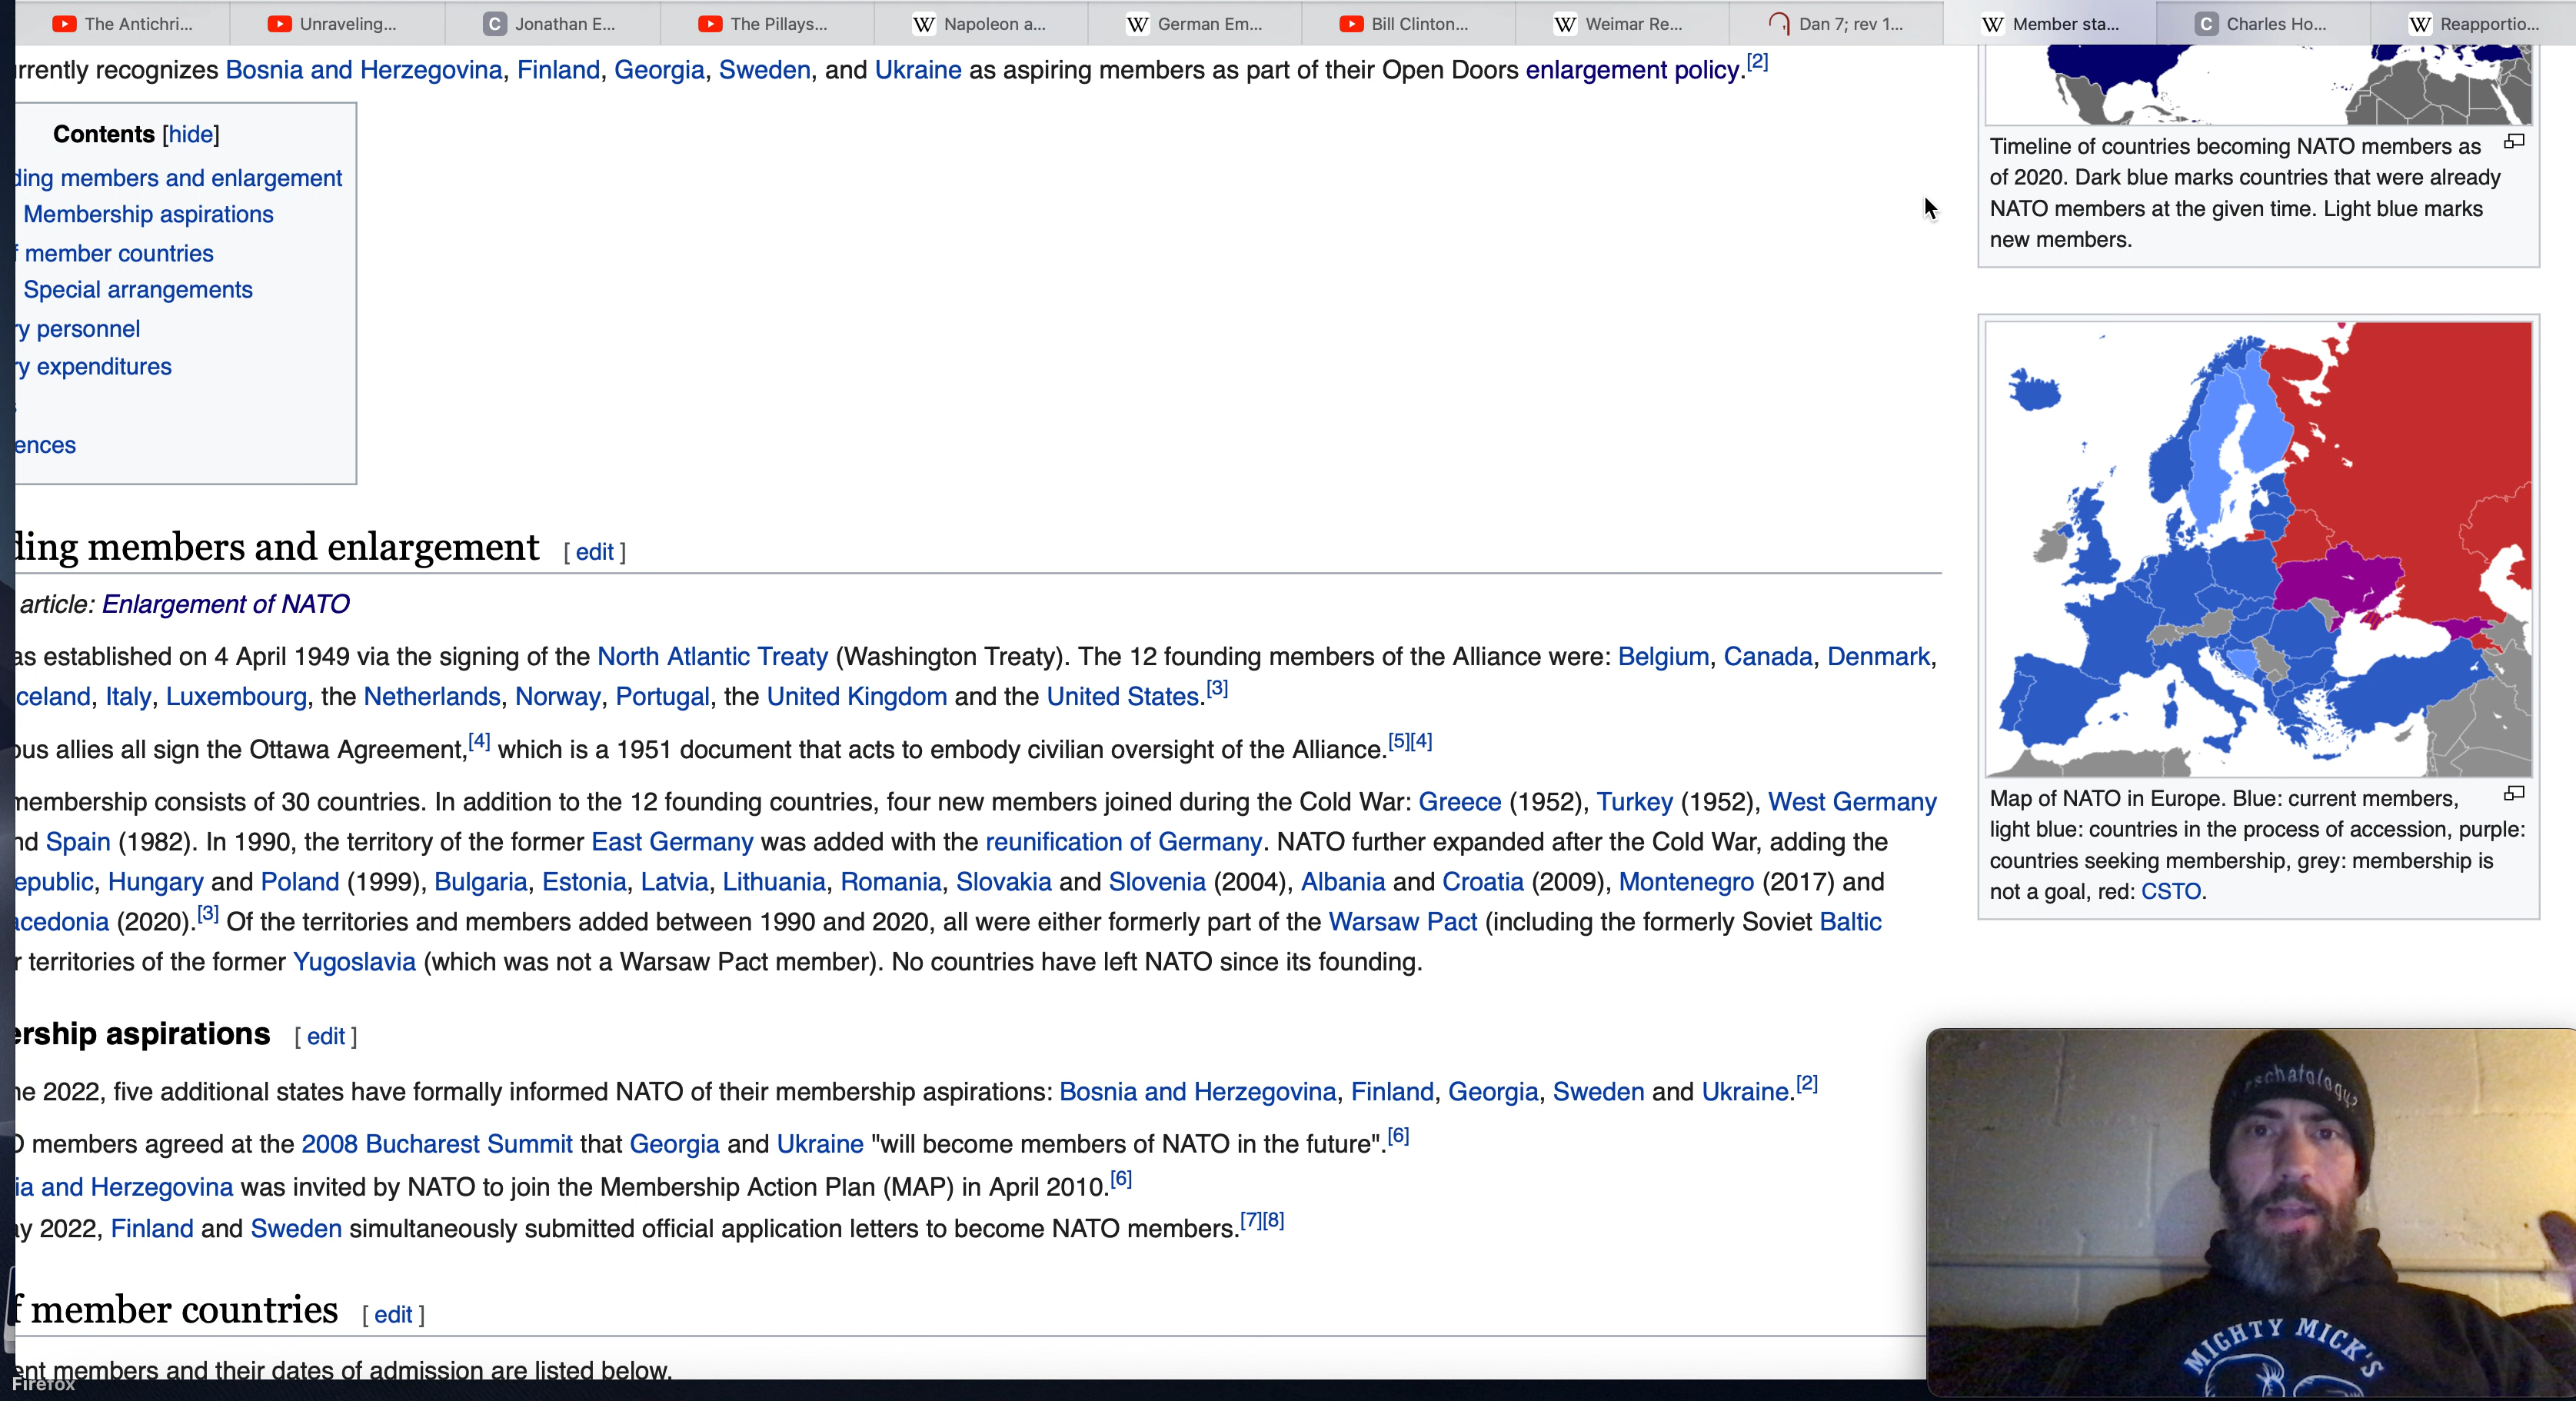 The Antichri...
Unraveling...
C Jonathan E...
The Pillays...
W Napoleon a...
W German Em...
Bill Clinton...
W Weimar Re...
Dan 7; rev 1...
W Member sta...
C Charles Ho...
W Reapportio...
rrently recognizes Bosnia and Herzegovina, Finland, Georgia, Sweden, and Ukraine as aspiring members as part of their Open Doors enlargement policy.[2]
Contents [hide]
ding members and enlargement
Membership aspirations
f member countries
Special arrangements
ry personnel
ry expenditures
s
ences
ding members and enlargement [ edit ]
article: Enlargement of NATO
as established on 4 April 1949 via the signing of the North Atlantic Treaty (Washington Treaty). The 12 founding members of the Alliance were: Belgium, Canada, Denmark,
celand, Italy, Luxembourg, the Netherlands, Norway, Portugal, the United Kingdom and the United States.[3]
ous allies all sign the Ottawa Agreement,[4] which is a 1951 document that acts to embody civilian oversight of the Alliance.[5][4]
membership consists of 30 countries. In addition to the 12 founding countries, four new members joined during the Cold War: Greece (1952), Turkey (1952), West Germany
nd Spain (1982). In 1990, the territory of the former East Germany was added with the reunification of Germany. NATO further expanded after the Cold War, adding the
epublic, Hungary and Poland (1999), Bulgaria, Estonia, Latvia, Lithuania, Romania, Slovakia and Slovenia (2004), Albania and Croatia (2009), Montenegro (2017) and
acedonia (2020).[3] Of the territories and members added between 1990 and 2020, all were either formerly part of the Warsaw Pact (including the formerly Soviet Baltic
r territories of the former Yugoslavia (which was not a Warsaw Pact member). No countries have left NATO since its founding.
ership aspirations [ edit ]
ne 2022, five additional states have formally informed NATO of their membership aspirations: Bosnia and Herzegovina, Finland, Georgia, Sweden and Ukraine.[2]
O members agreed at the 2008 Bucharest Summit that Georgia and Ukraine "will become members of NATO in the future".[6]
ia and Herzegovina was invited by NATO to join the Membership Action Plan (MAP) in April 2010.[6]
ay 2022, Finland and Sweden simultaneously submitted official application letters to become NATO members.[7][8]
f member countries [ edit ]
ent members and their dates of admission are listed below.
Firefox
Timeline of countries becoming NATO members as
of 2020. Dark blue marks countries that were already
NATO members at the given time. Light blue marks
new members.
Map of NATO in Europe. Blue: current members,
light blue: countries in the process of accession, purple:
countries seeking membership, grey: membership is
not a goal, red: CSTO.
eschatology?
MIGHTY MICK'S